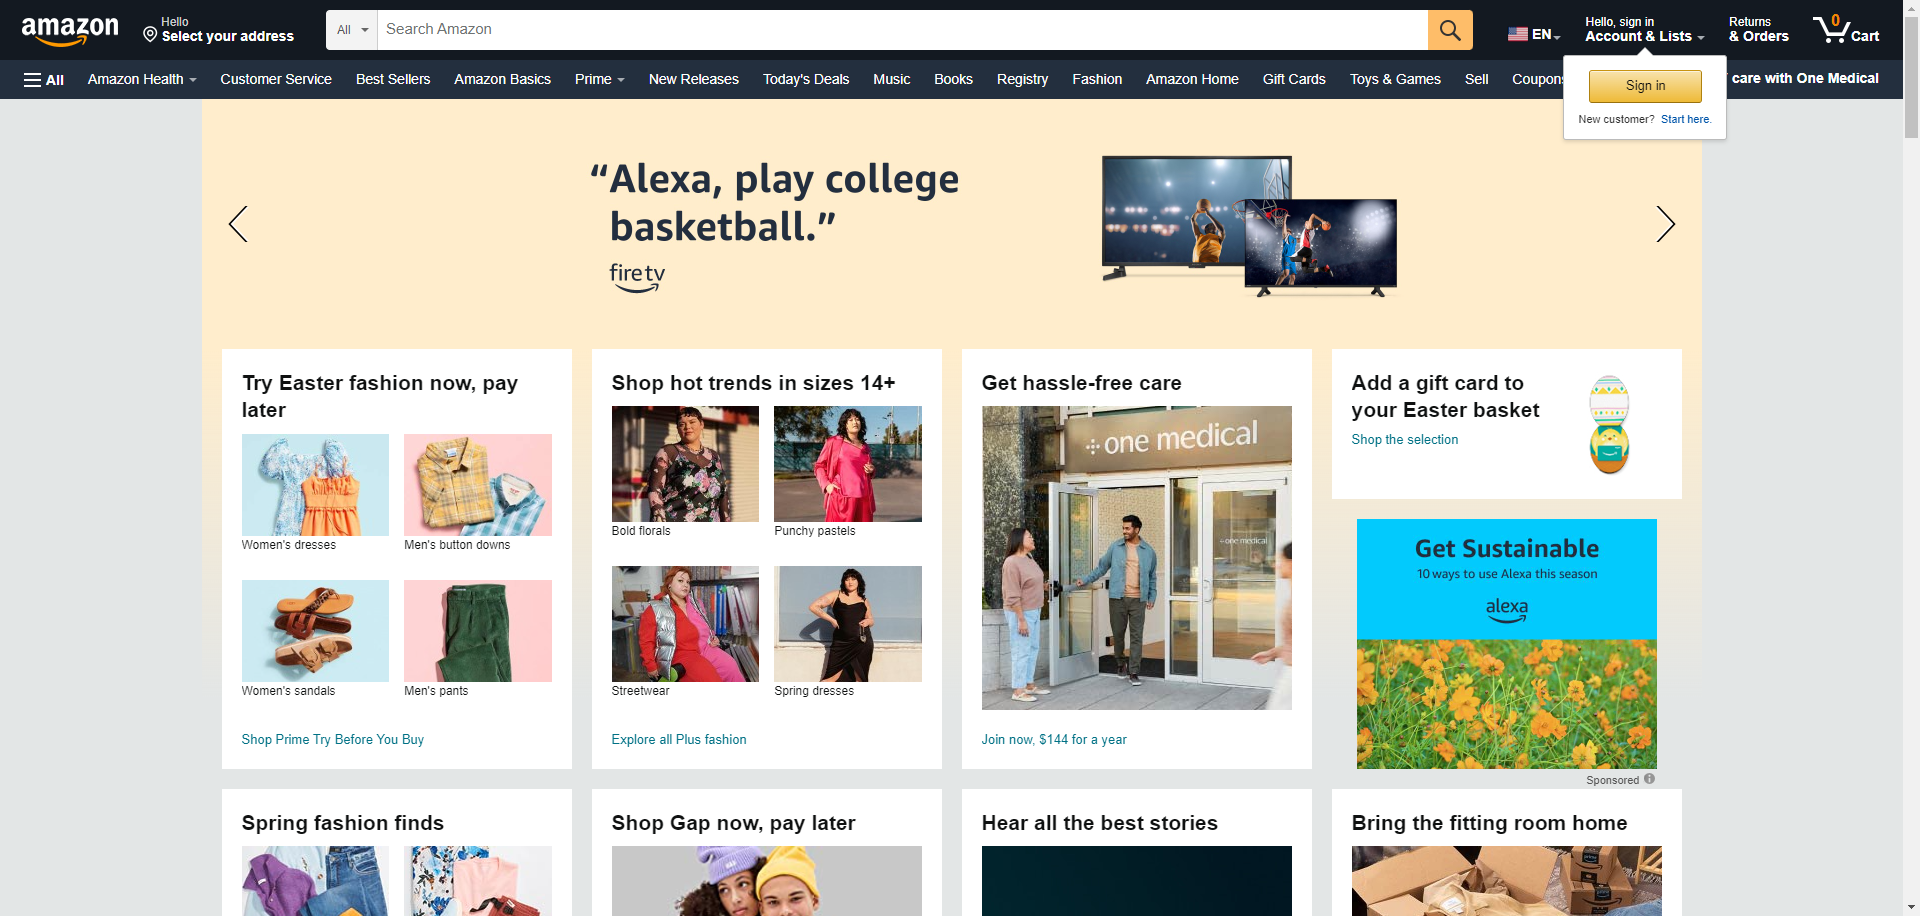 amazon
Hello
Select your address
All
Search Amazon
EN
Hello, sign in
Account & Lists
Returns
& Orders
0
Cart
All
Amazon Health
Customer Service
Best Sellers
Amazon Basics
Prime
New Releases
Today's Deals
Music
Books
Registry
Fashion
Amazon Home
Gift Cards
Toys & Games
Sell
Coupons
care with One Medical
Sign in
New customer? Start here.
“Alexa, play college
basketball.”
fire tv
Try Easter fashion now, pay
later
Women's dresses
Men's button downs
Women's sandals
Men's pants
Shop Prime Try Before You Buy
Shop hot trends in sizes 14+
Bold florals
Punchy pastels
Streetwear
Spring dresses
Explore all Plus fashion
Get hassle-free care
one medical
one medical
Join now, $144 for a year
Add a gift card to
your Easter basket
Shop the selection
Get Sustainable
10 ways to use Alexa this season
alexa
Sponsored
Spring fashion finds
Shop Gap now, pay later
Hear all the best stories
Bring the fitting room home